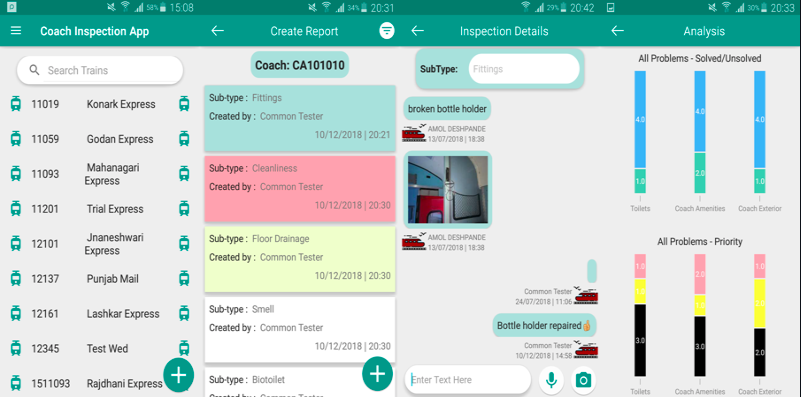 58% 15:08
Coach Inspection App
Search Trains
11019 Konark Express
11059 Godan Express
11093 Mahanagari
Express
11201 Trial Express
12101 Jnaneshwari
Express
12137 Punjab Mail
12161 Lashkar Express
12345 Test Wed
1511093 Rajdhani Express
+
34% 20:31
Create Report
Coach: CA101010
Sub-type : Fittings
Created by : Common Tester
10/12/2018 | 20:21
Sub-type : Cleanliness
Created by : Common Tester
10/12/2018 | 20:30
Sub-type : Floor Drainage
Created by : Common Tester
10/12/2018 | 20:30
Sub-type : Smell
Created by : Common Tester
10/12/2018 | 20:30
Sub-type : Biotoilet
Created by : Common Tester
+
29% 20:42
Inspection Details
SubType: Fittings
broken bottle holder
AMOL DESHPANDE
13/07/2018 | 18:38
AMOL DESHPANDE
13/07/2018 | 18:38
Common Tester
24/07/2018 | 11:06
Bottle holder repaired👌
Common Tester
10/12/2018 | 14:58
Enter Text Here
30% 20:33
Analysis
All Problems - Solved/Unsolved
4.0 4.0 4.0
1.0 2.0 1.0
Toilets Coach Amenities Coach Exterior
All Problems - Priority
1.0 2.0 1.0
3.0 3.0 2.0
Toilets Coach Amenities Coach Exterior